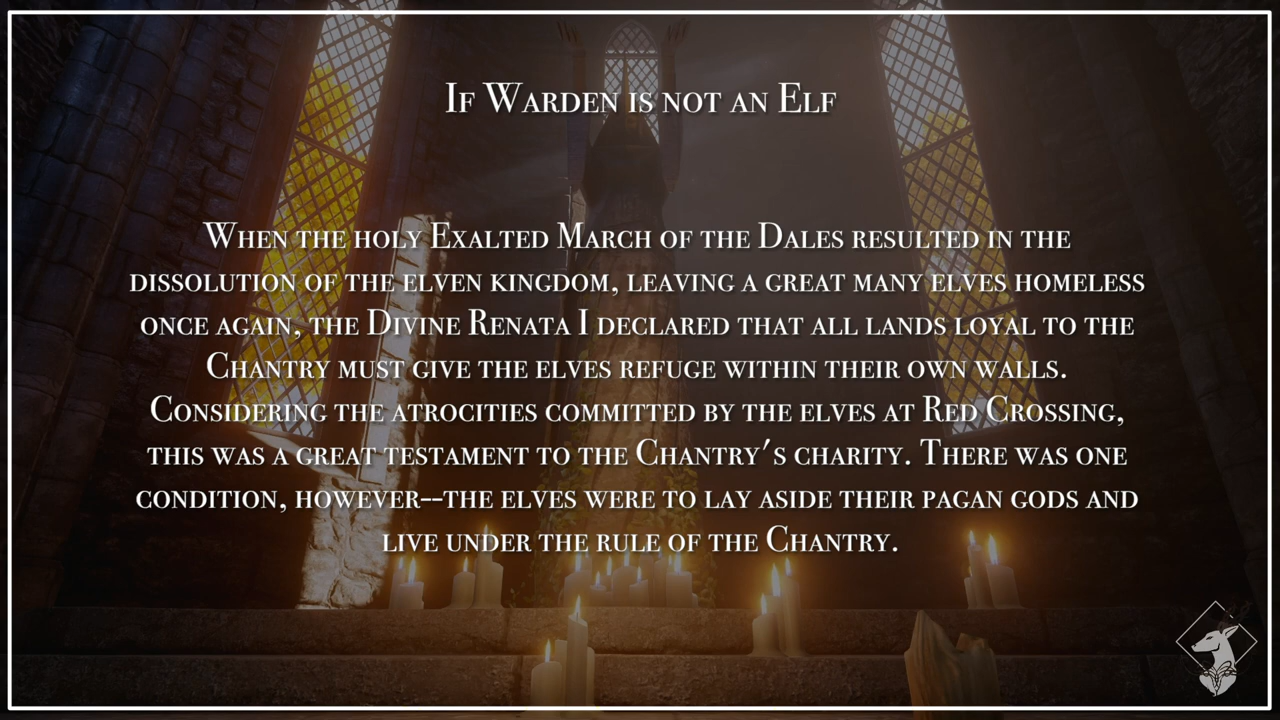 If Warden is not an Elf
When the holy Exalted March of the Dales resulted in the
dissolution of the elven kingdom, leaving a great many elves homeless
once again, the Divine Renata I declared that all lands loyal to the
Chantry must give the elves refuge within their own walls.
Considering the atrocities committed by the elves at Red Crossing,
this was a great testament to the Chantry's charity. There was one
condition, however--the elves were to lay aside their pagan gods and
live under the rule of the Chantry.